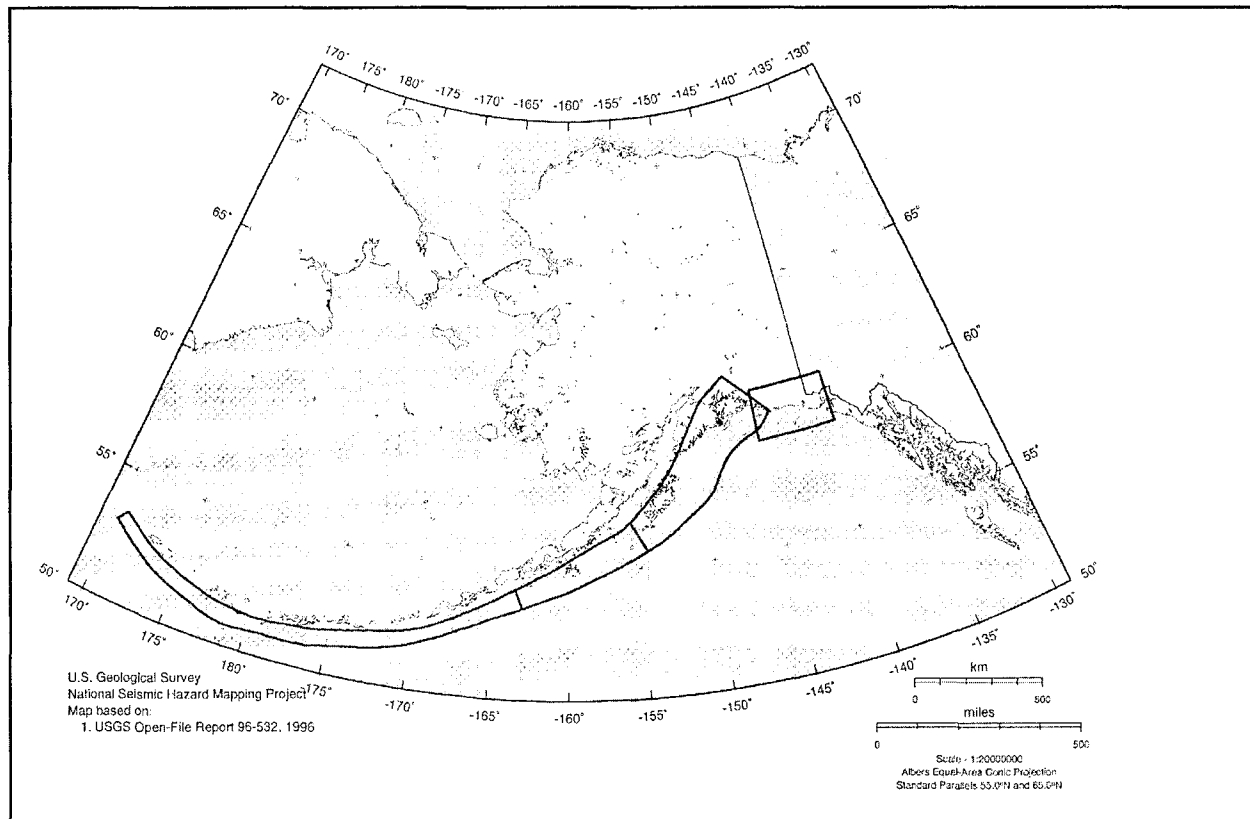 170° 175° 180° -175° -170° -165° -160° -155° -150° -145° -140° -135° -130°
70° 70°
65° 65°
60° 60°
55° 55°
50° 50°
170° 175° 180° -175° -170° -165° -160° -155° -150° -145° -140° -135° -130°
U.S. Geological Survey
National Seismic Hazard Mapping Project
Map based on:
1. USGS Open-File Report 96-532, 1996
km
0 500
miles
0 500
Scale - 1:20000000
Albers Equal-Area Conic Projection
Standard Parallels 55.0°N and 65.0°N